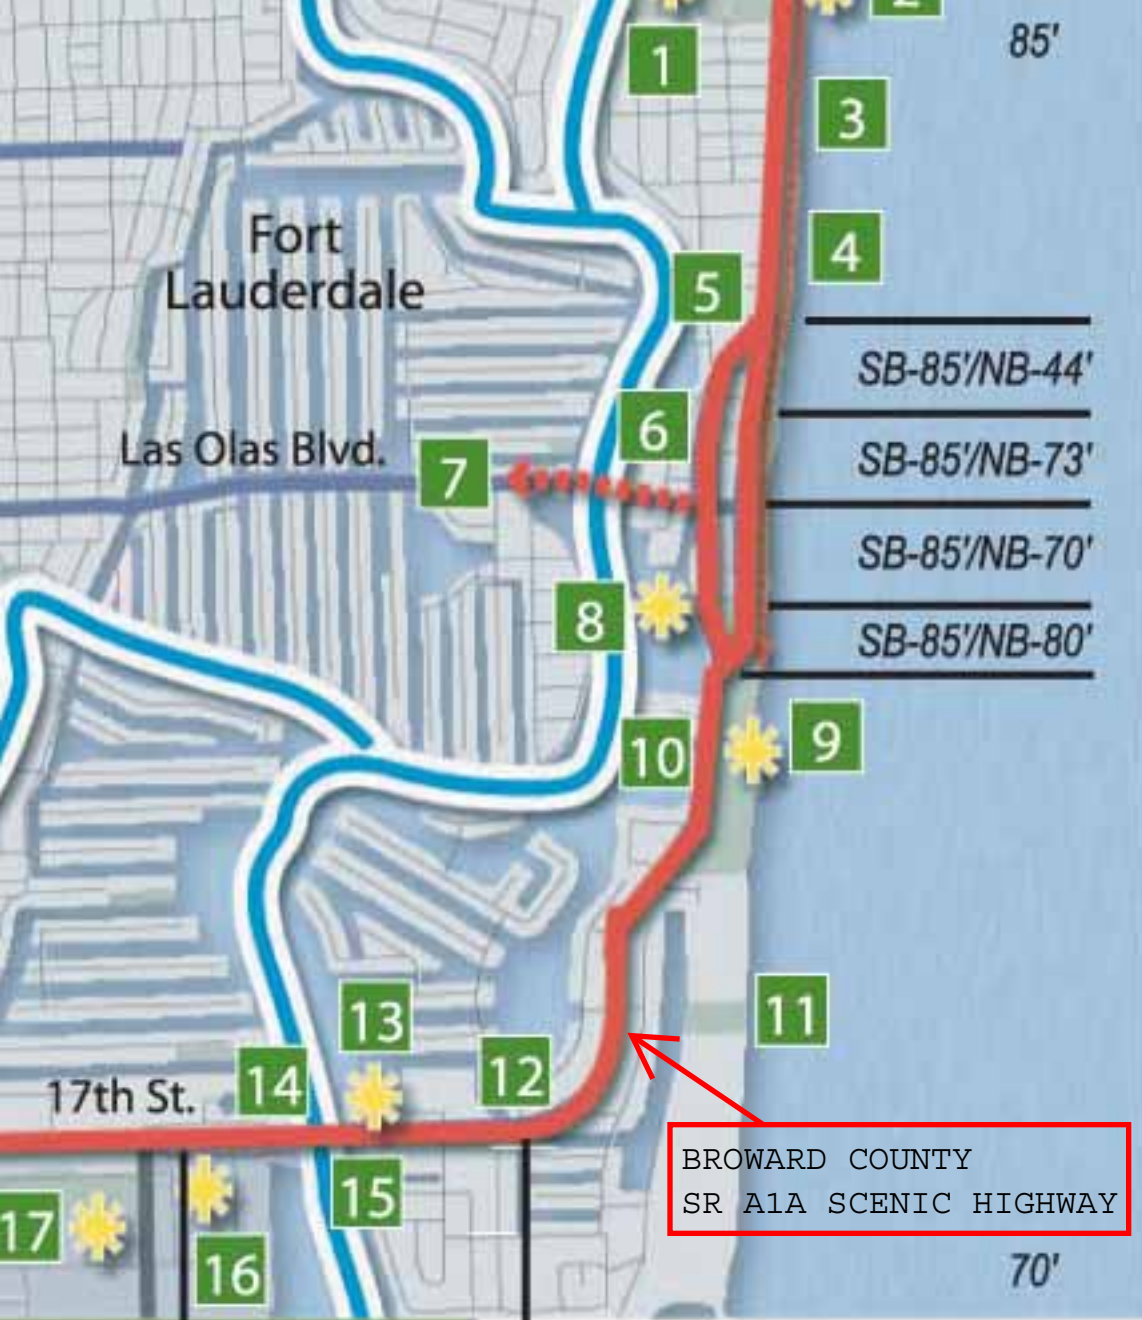 2
85'
1
3
4
Fort
Lauderdale
5
SB-85'/NB-44'
6
Las Olas Blvd.
7
SB-85'/NB-73'
SB-85'/NB-70'
8
SB-85'/NB-80'
9
10
11
13
12
14
17th St.
BROWARD COUNTY
SR A1A SCENIC HIGHWAY
15
17
16
70'